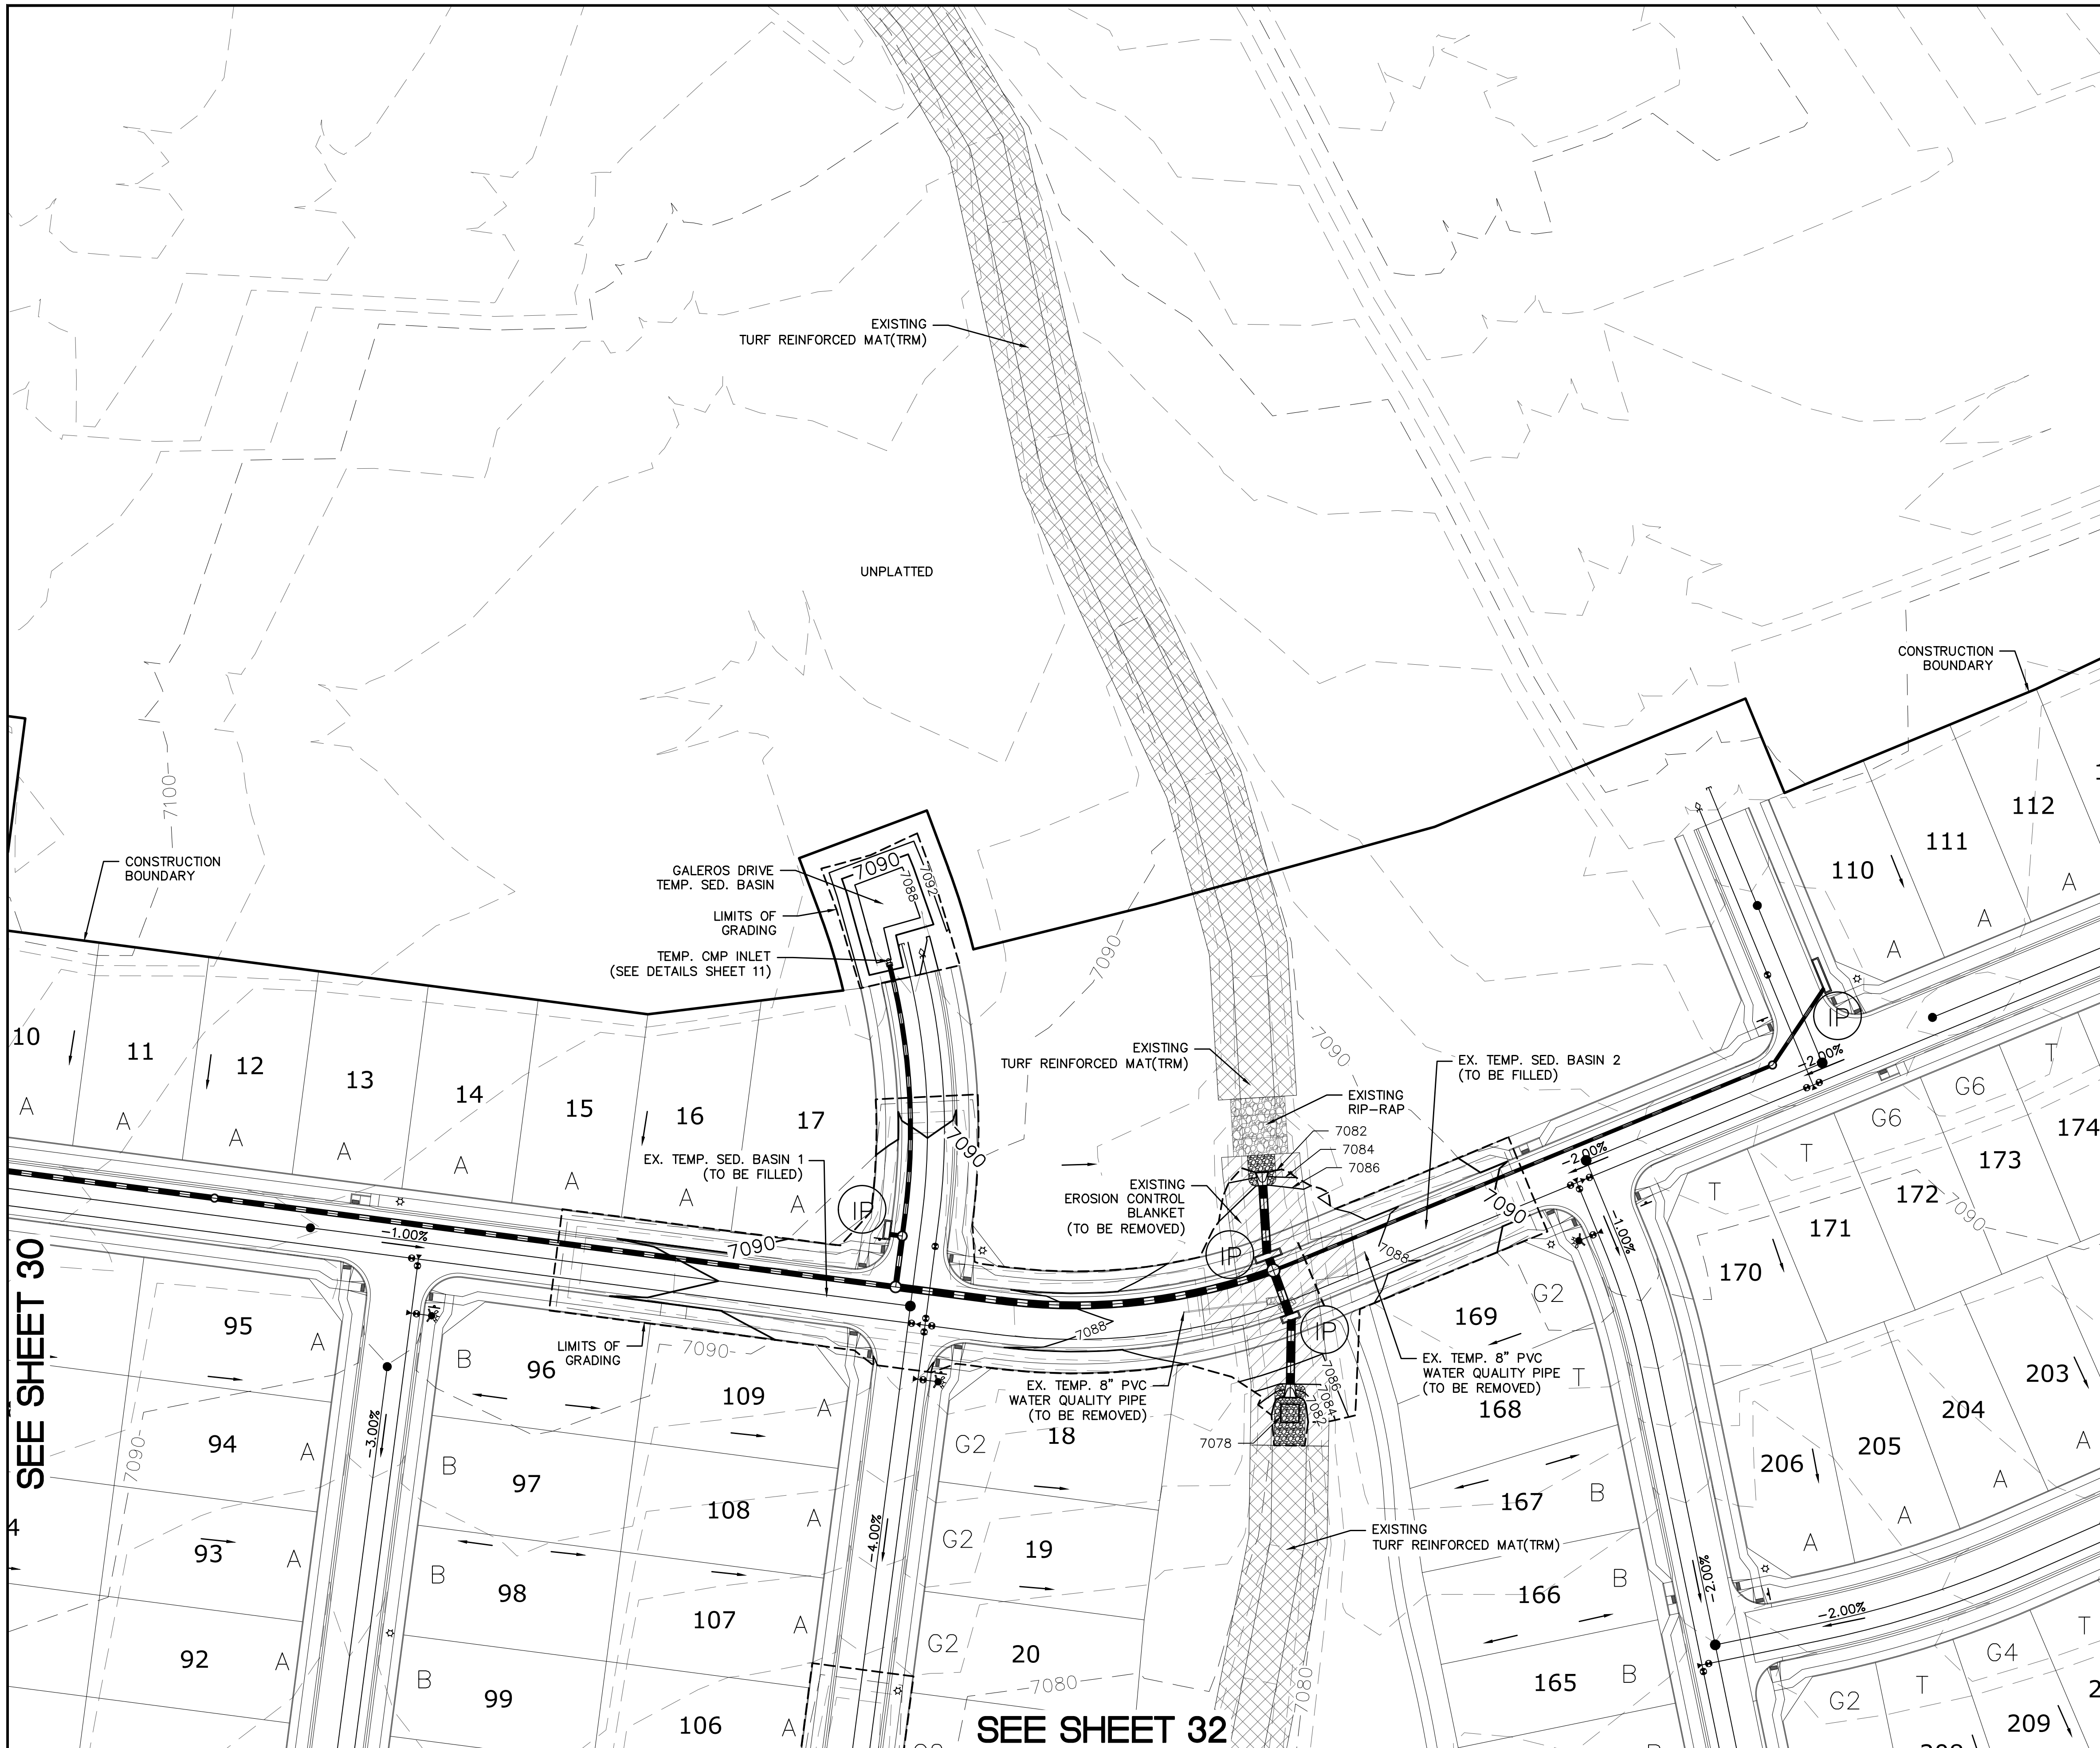 EXISTING
TURF REINFORCED MAT(TRM)
UNPLATTED
CONSTRUCTION
BOUNDARY
7100
CONSTRUCTION
BOUNDARY
GALEROS DRIVE
TEMP. SED. BASIN
LIMITS OF
GRADING
TEMP. CMP INLET
(SEE DETAILS SHEET 11)
7090
7088
7092
7090
7090
112
111
110
A
A
IP
-2.00%
10
11
12
13
14
15
16
17
A
A
A
A
A
A
A
A
EXISTING
TURF REINFORCED MAT(TRM)
EX. TEMP. SED. BASIN 2
(TO BE FILLED)
EXISTING
RIP-RAP
7082
7084
7086
EX. TEMP. SED. BASIN 1
(TO BE FILLED)
EXISTING
EROSION CONTROL
BLANKET
(TO BE REMOVED)
7090
IP
IP
IP
7090
-1.00%
7088
7088
7090
-2.00%
-1.00%
T
G6
G6
T
T
174
173
172
171
170
7090
SEE SHEET 30
LIMITS OF
GRADING
7090
EX. TEMP. 8" PVC
WATER QUALITY PIPE
(TO BE REMOVED)
EX. TEMP. 8" PVC
WATER QUALITY PIPE
(TO BE REMOVED)
7086
7084
7082
7078
169
G2
T
168
95
A
B
96
109
A
G2
18
94
A
B
97
108
A
G2
19
7090
-3.00%
-4.00%
4
93
A
B
98
107
A
G2
20
92
A
B
99
106
A
7080
7080
EXISTING
TURF REINFORCED MAT(TRM)
167
B
166
B
165
B
203
204
205
206
A
A
A
A
-2.00%
-2.00%
T
G4
T
G2
209
SEE SHEET 32